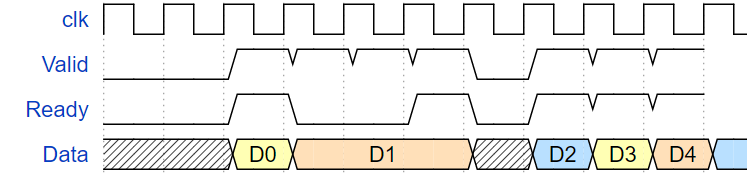 clk
Valid
Ready
Data D0 D1 D2 D3 D4